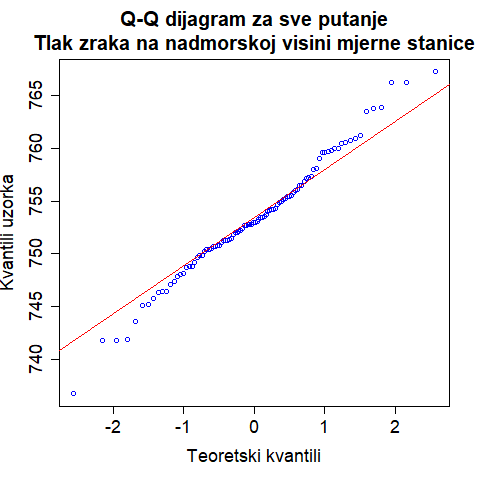 Q-Q dijagram za sve putanje
Tlak zraka na nadmorskoj visini mjerne stanice
Kvantili uzorka
765
760
755
750
745
740
-2
-1
0
1
2
Teoretski kvantili